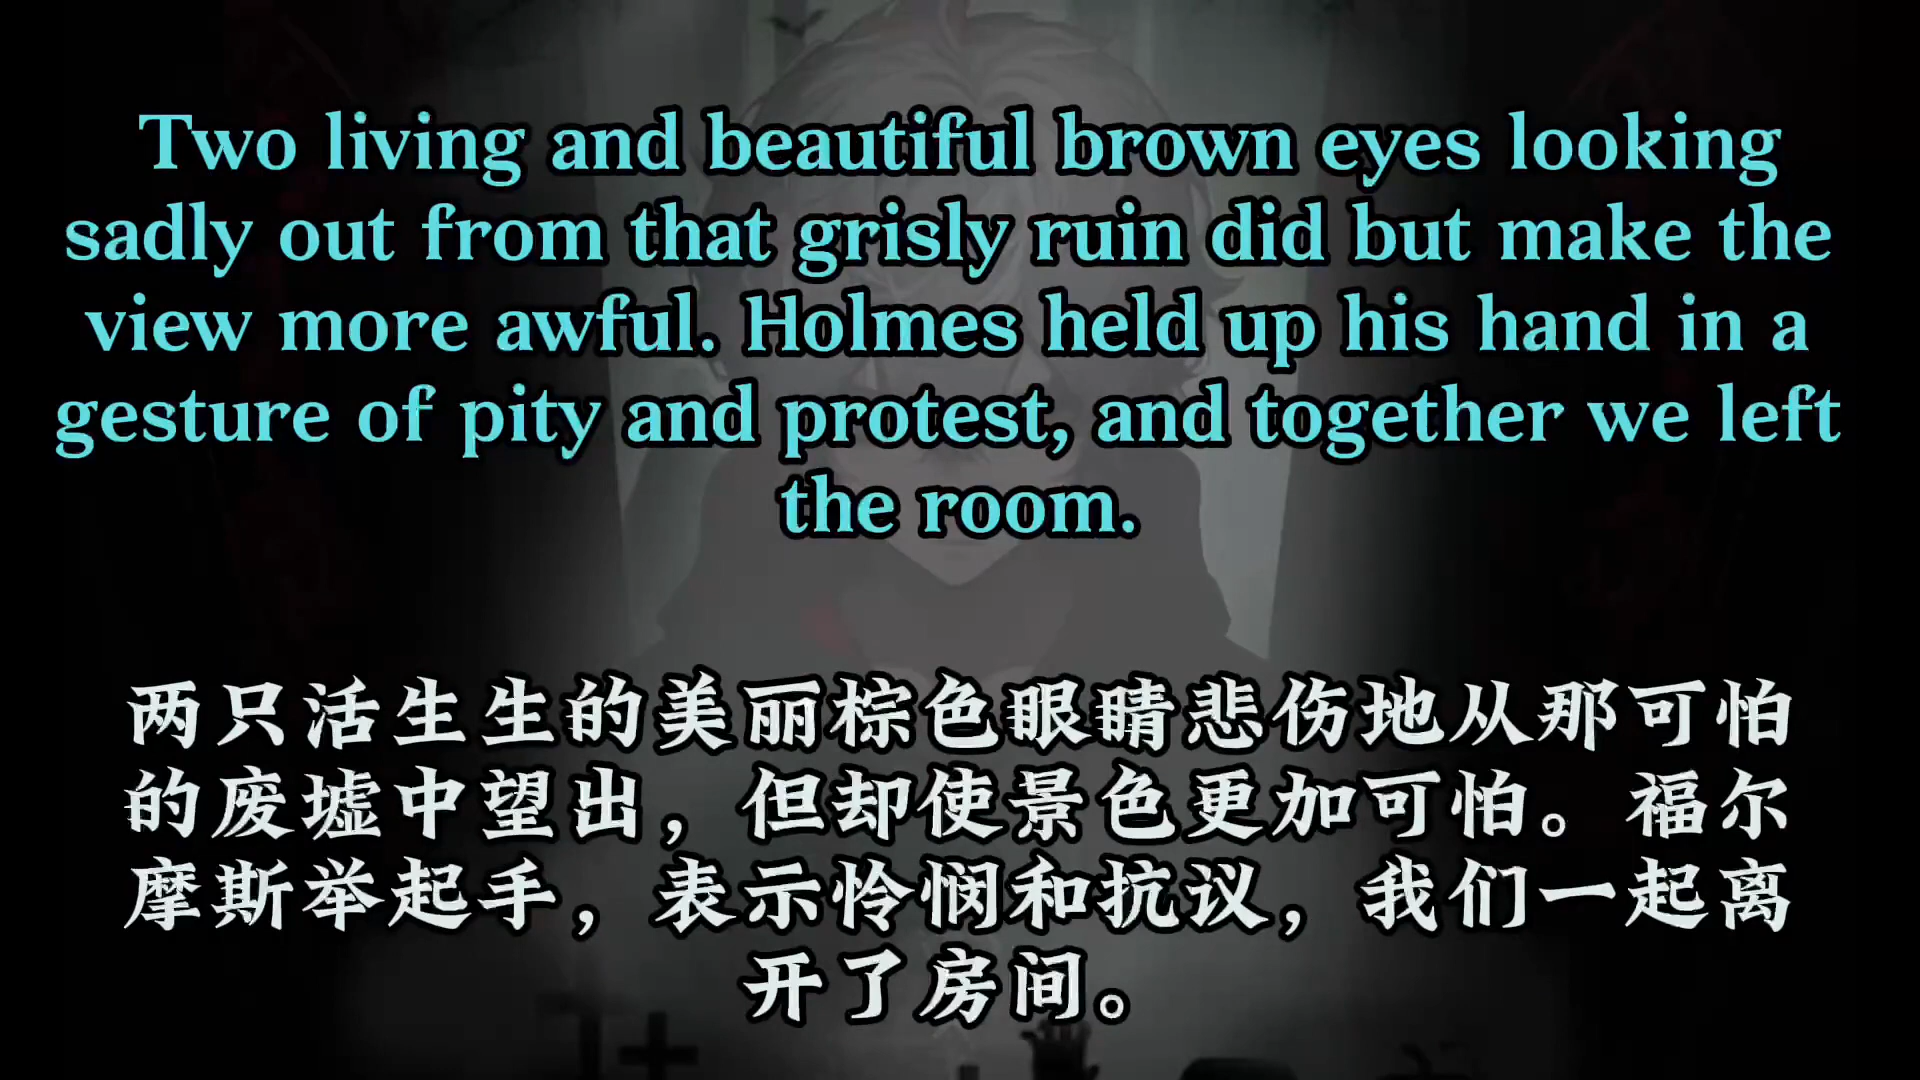 Two living and beautiful brown eyes looking
sadly out from that grisly ruin did but make the
view more awful. Holmes held up his hand in a
gesture of pity and protest, and together we left
the room.
两只活生生的美丽棕色眼睛悲伤地从那可怕
的废墟中望出，但却使景色更加可怕。福尔
摩斯举起手，表示怜悯和抗议，我们一起离
开了房间。